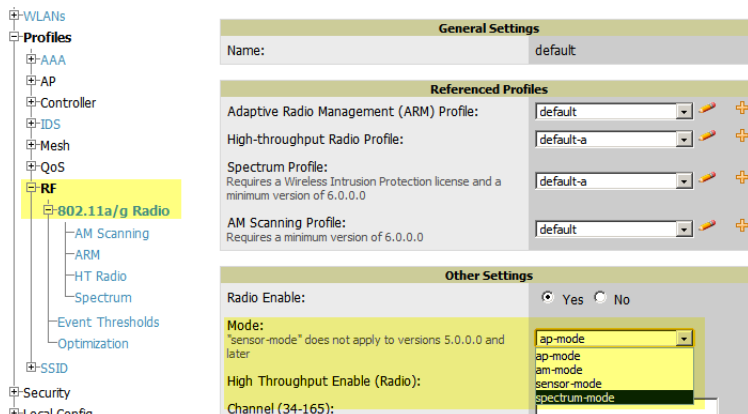 WLANs
Profiles
AAA
AP
Controller
IDS
Mesh
QoS
RF
802.11a/g Radio
AM Scanning
ARM
HT Radio
Spectrum
Event Thresholds
Optimization
SSID
Security
Local Config
General Settings
Name: default
Referenced Profiles
Adaptive Radio Management (ARM) Profile: default
High-throughput Radio Profile: default-a
Spectrum Profile:
Requires a Wireless Intrusion Protection license and a
minimum version of 6.0.0.0
default-a
AM Scanning Profile:
Requires a minimum version of 6.0.0.0
default
Other Settings
Radio Enable: Yes No
Mode:
"sensor-mode" does not apply to versions 5.0.0.0 and
later
ap-mode
ap-mode
am-mode
sensor-mode
spectrum-mode
High Throughput Enable (Radio):
Channel (34-165):